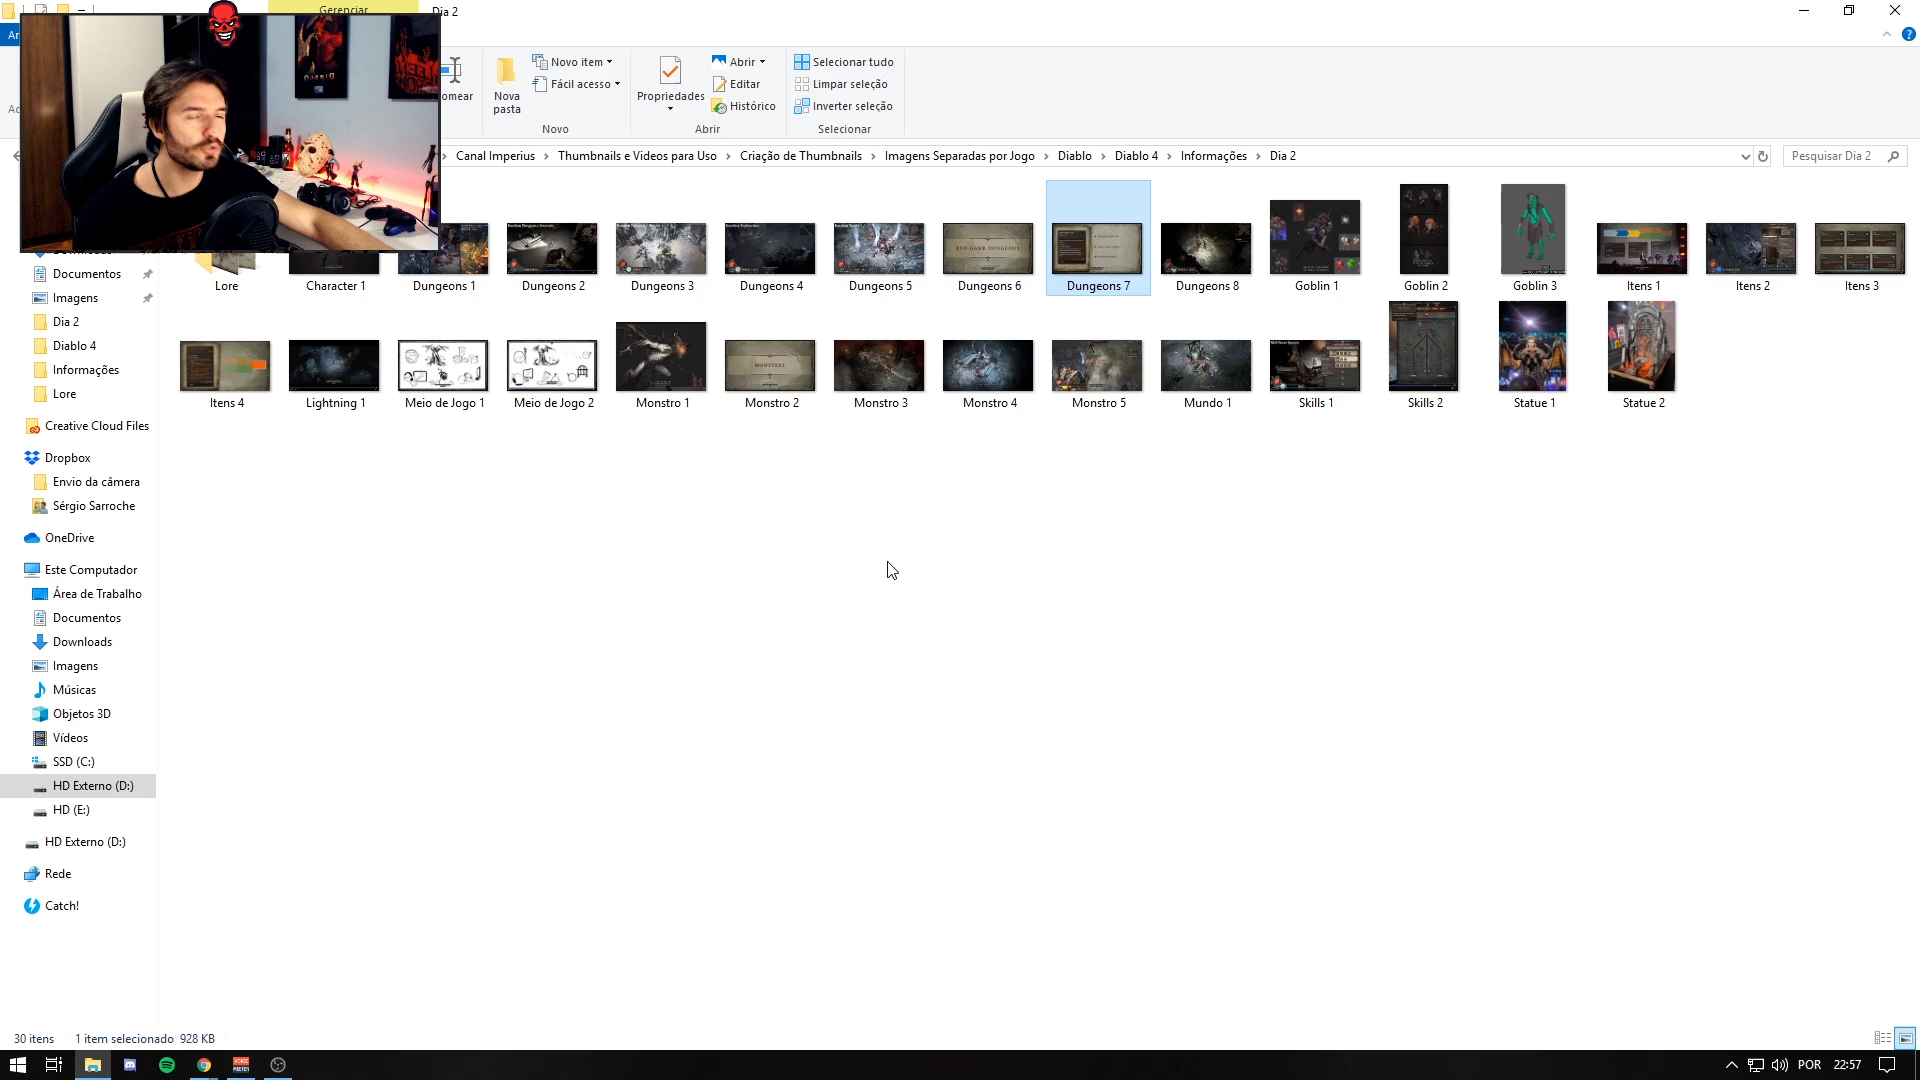 Gerenciar
Dia 2
Ar
omear
Nova
pasta
Novo item
Fácil acesso
Novo
Propriedades
Abrir
Editar
Histórico
Abrir
Selecionar tudo
Limpar seleção
Inverter seleção
Selecionar
Canal Imperius > Thumbnails e Videos para Uso > Criação de Thumbnails > Imagens Separadas por Jogo > Diablo > Diablo 4 > Informações > Dia 2
Pesquisar Dia 2
Documentos
Imagens
Dia 2
Diablo 4
Informações
Lore
Creative Cloud Files
Dropbox
Envio da câmera
Sérgio Sarroche
OneDrive
Este Computador
Área de Trabalho
Documentos
Downloads
Imagens
Músicas
Objetos 3D
Vídeos
SSD (C:)
HD Externo (D:)
HD (E:)
HD Externo (D:)
Rede
Catch!
END GAME DUNGEONS
Lore
Character 1
Dungeons 1
Dungeons 2
Dungeons 3
Dungeons 4
Dungeons 5
Dungeons 6
Dungeons 7
Dungeons 8
Goblin 1
Goblin 2
Goblin 3
Itens 1
Itens 2
Itens 3
MONSTERS
Itens 4
Lightning 1
Meio de Jogo 1
Meio de Jogo 2
Monstro 1
Monstro 2
Monstro 3
Monstro 4
Monstro 5
Mundo 1
Skills 1
Skills 2
Statue 1
Statue 2
30 itens
1 item selecionado 928 KB
POR
22:57